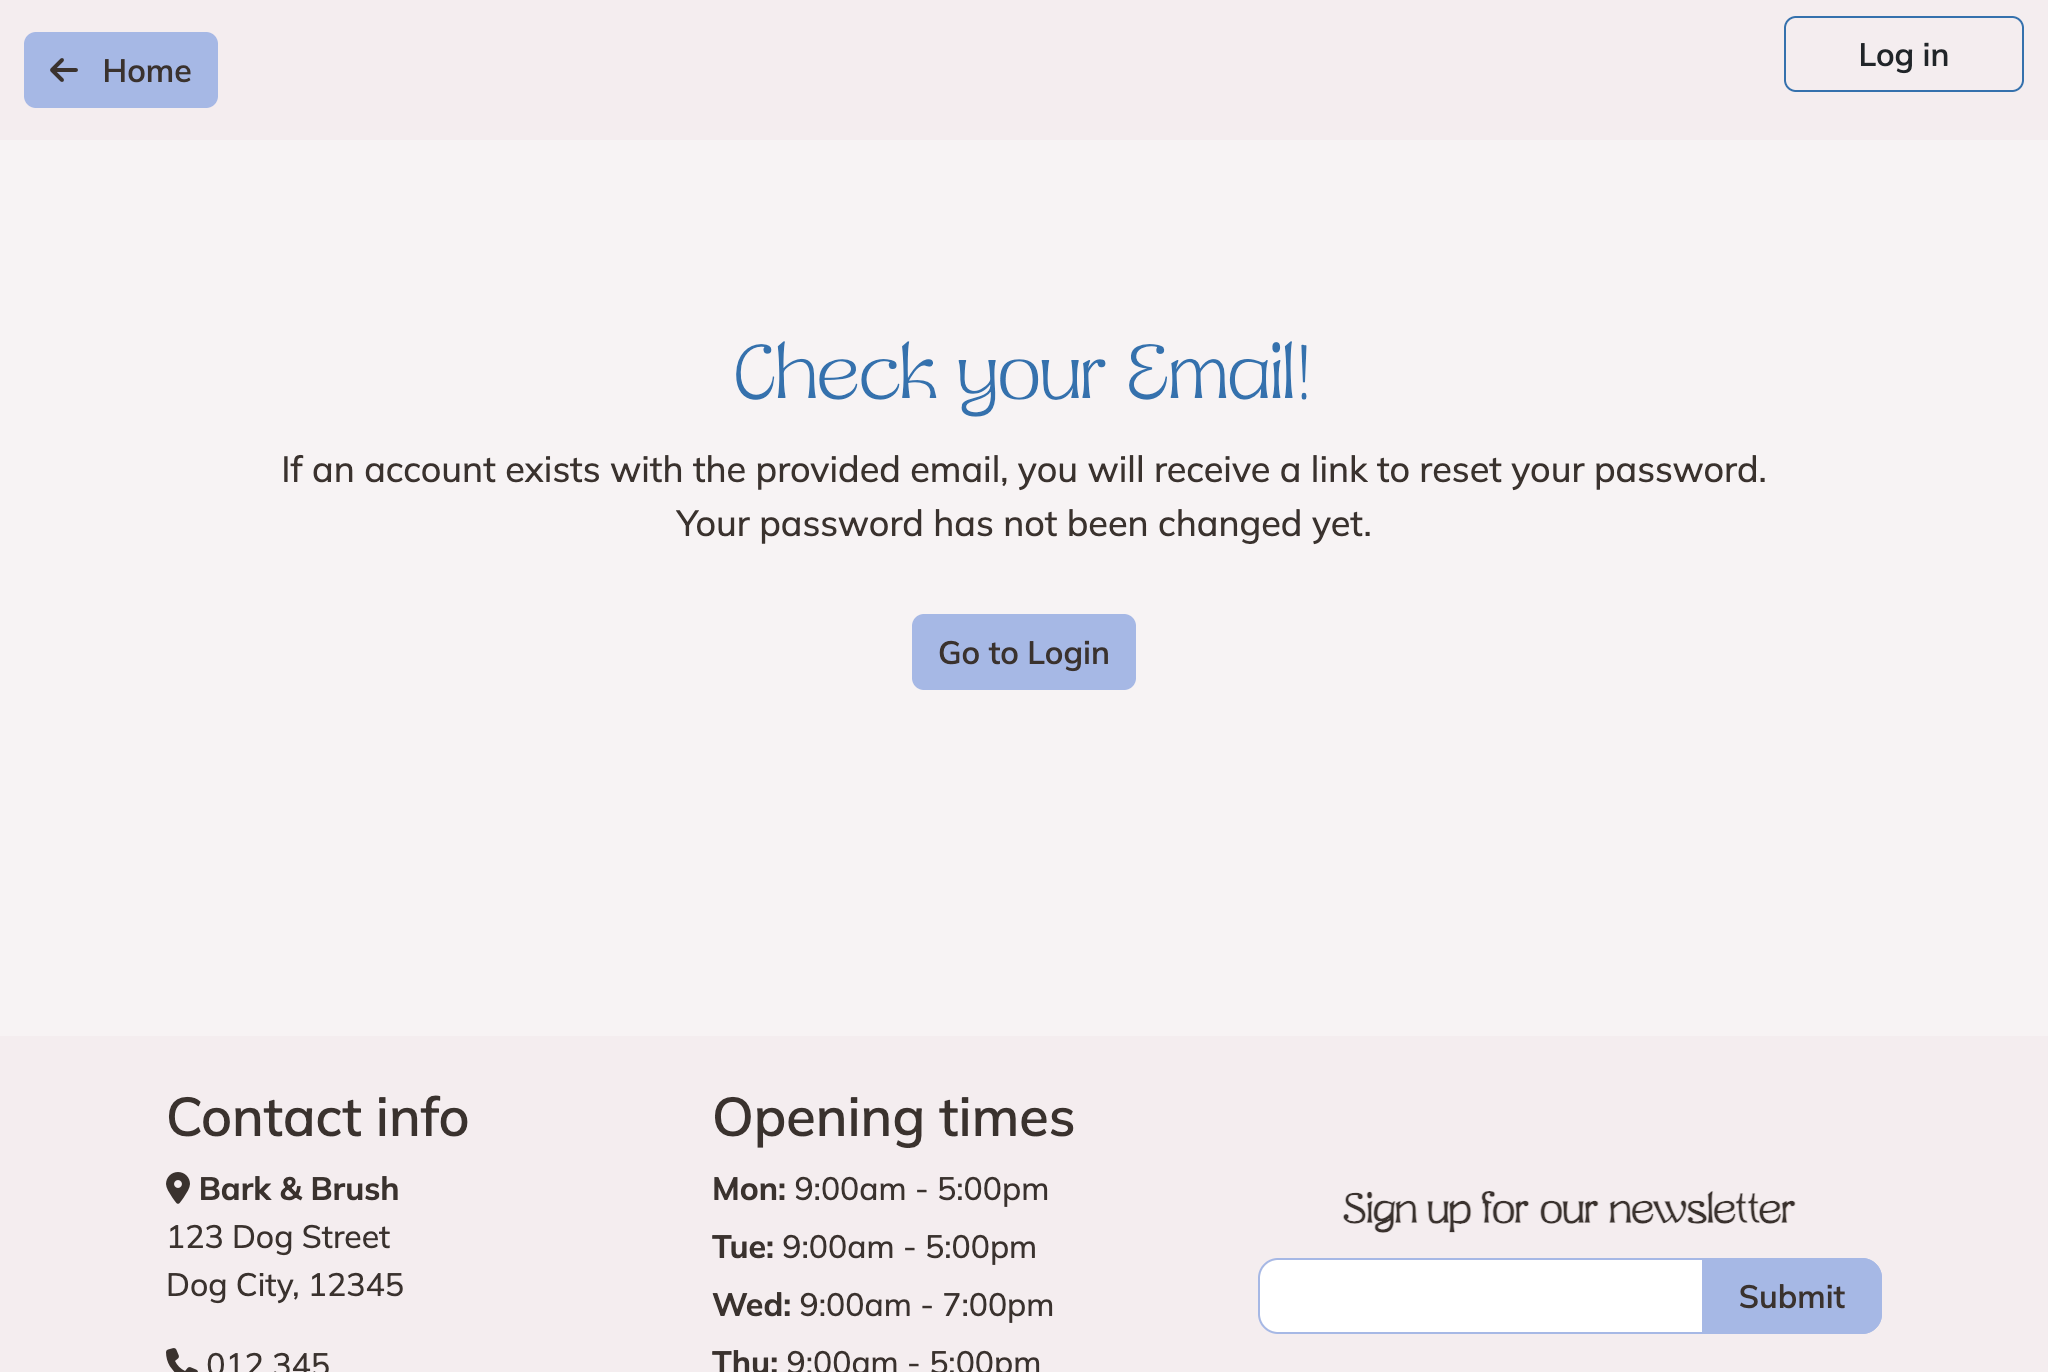 Home
Log in
Check your Email!
If an account exists with the provided email, you will receive a link to reset your password.
Your password has not been changed yet.
Go to Login
Contact info
Bark & Brush
123 Dog Street
Dog City, 12345
012 345
Opening times
Mon: 9:00am - 5:00pm
Tue: 9:00am - 5:00pm
Wed: 9:00am - 7:00pm
Thu: 9:00am - 5:00pm
Sign up for our newsletter
Submit